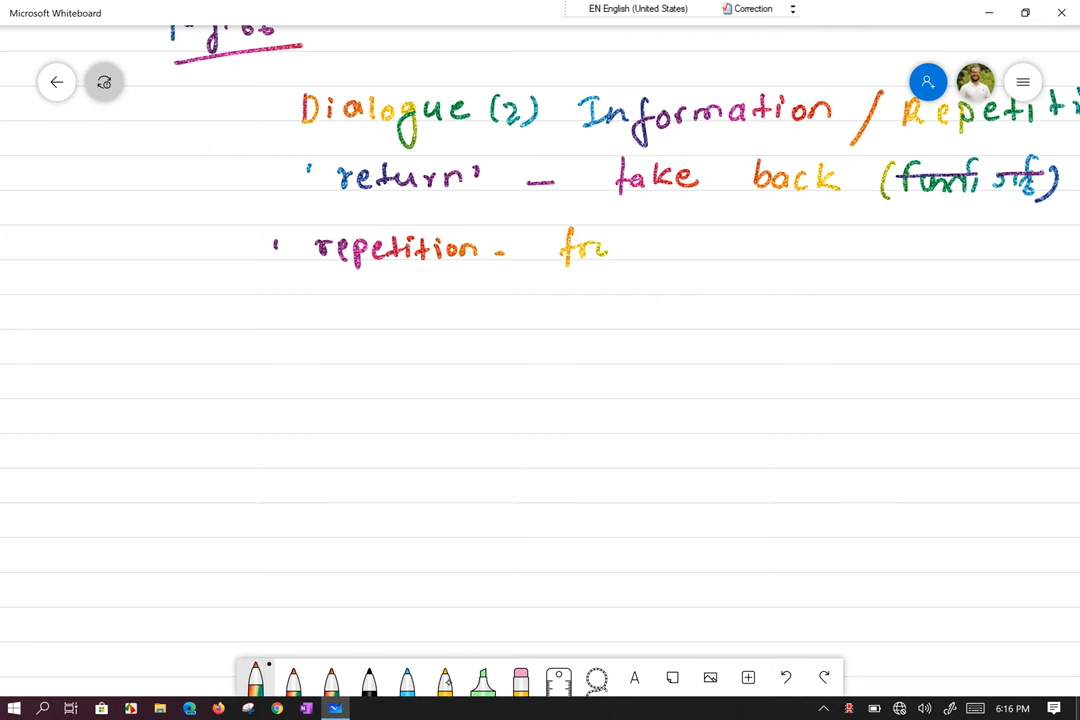 Microsoft Whiteboard
EN English (United States)
Correction
Dialogue (2) Information / Repetiti
'return' - take back
' repetition - fre
6:16 PM